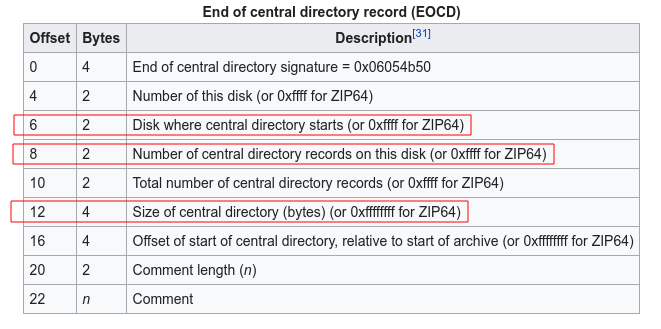 End of central directory record (EOCD)
Offset Bytes Description[31]
0 4 End of central directory signature = 0x06054b50
4 2 Number of this disk (or 0xffff for ZIP64)
6 2 Disk where central directory starts (or 0xffff for ZIP64)
8 2 Number of central directory records on this disk (or 0xffff for ZIP64)
10 2 Total number of central directory records (or 0xffff for ZIP64)
12 4 Size of central directory (bytes) (or 0xffffffff for ZIP64)
16 4 Offset of start of central directory, relative to start of archive (or 0xffffffff for ZIP64)
20 2 Comment length (n)
22 n Comment